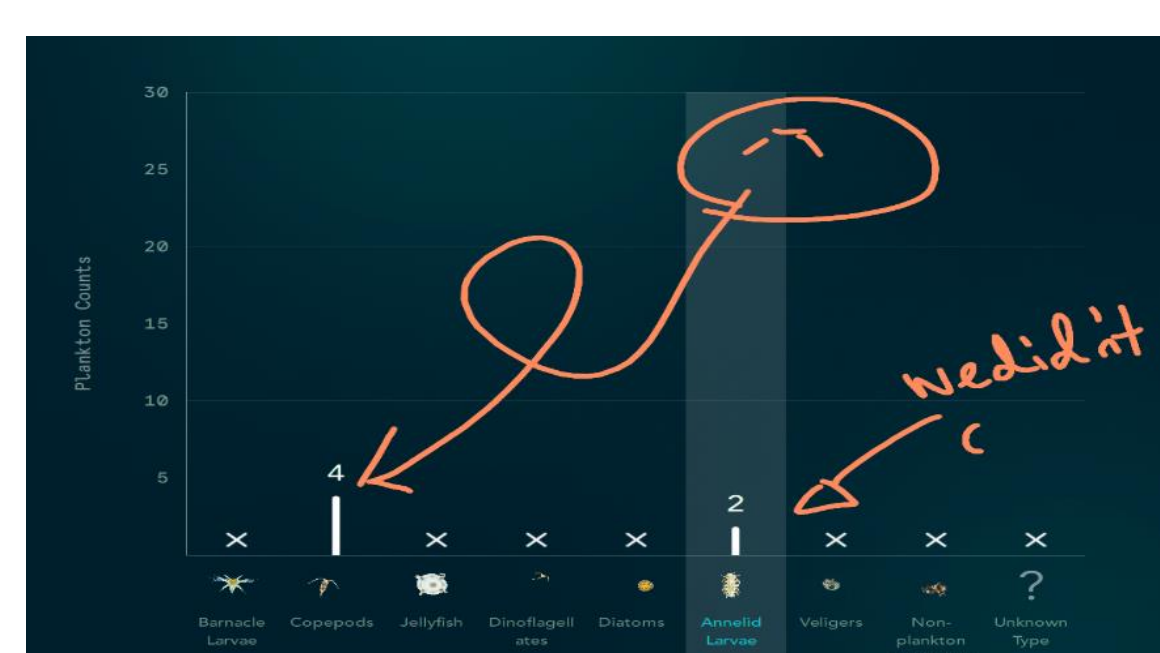 30
25
20
15
10
5
Plankton Counts
wedid'nt
C
4
2
Barnacle
Larvae
Copepods
Jellyfish
Dinoflagell
ates
Diatoms
Annelid
Larvae
Veligers
Non-
plankton
?
Unknown
Type